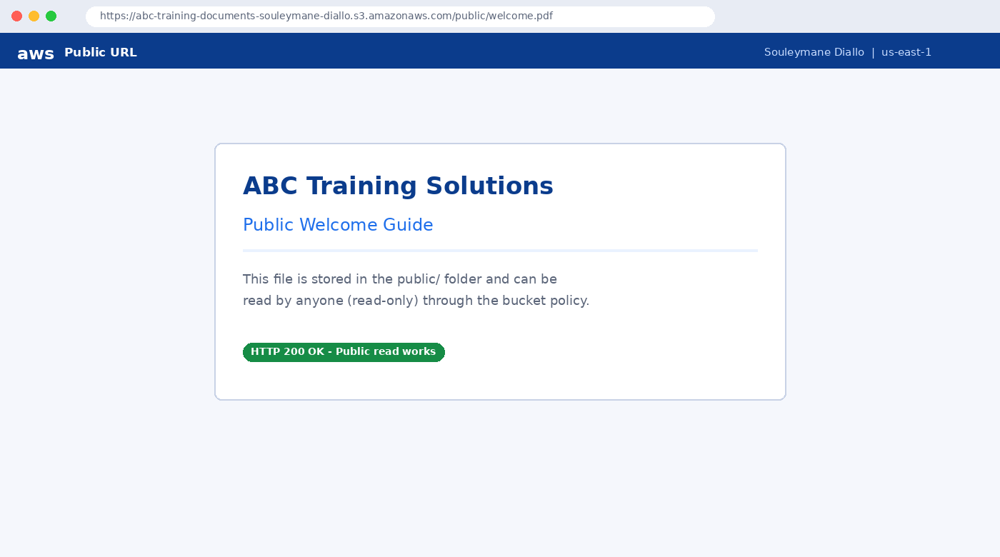 https://abc-training-documents-souleymane-diallo.s3.amazonaws.com/public/welcome.pdf
aws Public URL Souleymane Diallo | us-east-1
ABC Training Solutions
Public Welcome Guide
This file is stored in the public/ folder and can be
read by anyone (read-only) through the bucket policy.
HTTP 200 OK - Public read works